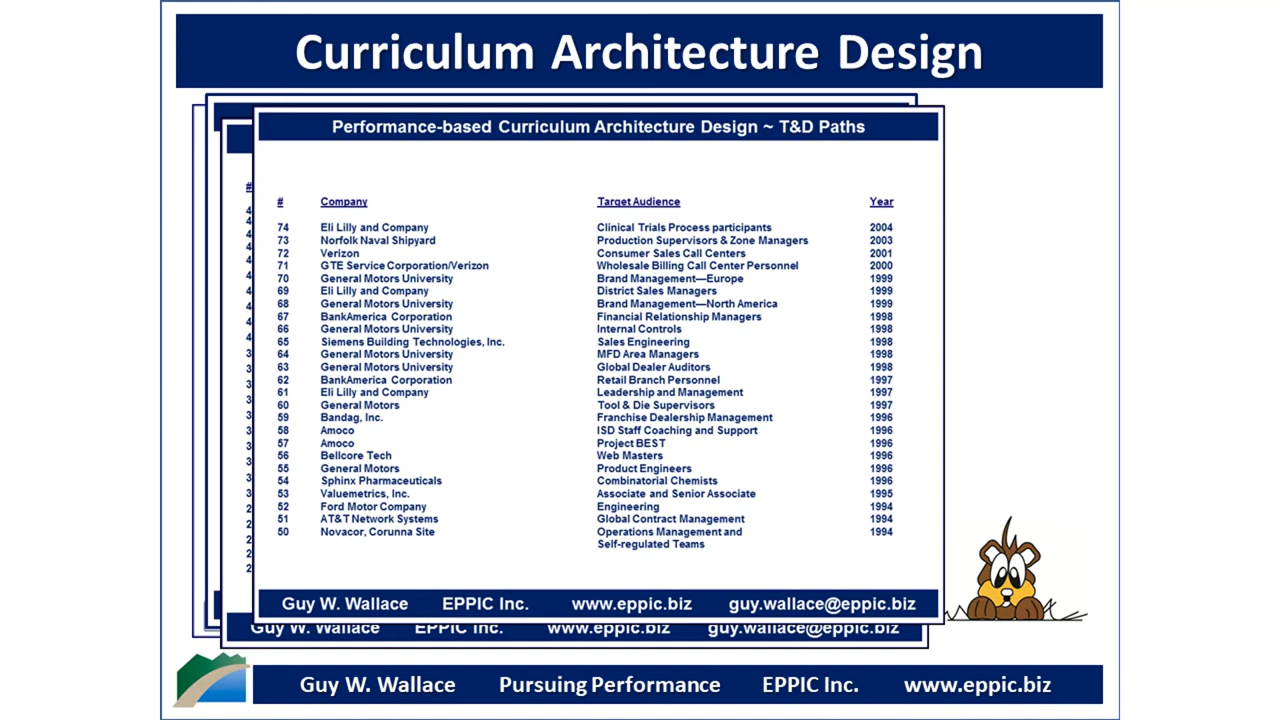 Curriculum Architecture Design
Performance-based Curriculum Architecture Design ~ T&D Paths
# Company Target Audience Year
74 Eli Lilly and Company Clinical Trials Process participants 2004
73 Norfolk Naval Shipyard Production Supervisors & Zone Managers 2003
72 Verizon Consumer Sales Call Centers 2001
71 GTE Service Corporation/Verizon Wholesale Billing Call Center Personnel 2000
70 General Motors University Brand Management—Europe 1999
69 Eli Lilly and Company District Sales Managers 1999
68 General Motors University Brand Management—North America 1999
67 BankAmerica Corporation Financial Relationship Managers 1998
66 General Motors University Internal Controls 1998
65 Siemens Building Technologies, Inc. Sales Engineering 1998
64 General Motors University MFD Area Managers 1998
63 General Motors University Global Dealer Auditors 1998
62 BankAmerica Corporation Retail Branch Personnel 1997
61 Eli Lilly and Company Leadership and Management 1997
60 General Motors Tool & Die Supervisors 1997
59 Bandag, Inc. Franchise Dealership Management 1996
58 Amoco ISD Staff Coaching and Support 1996
57 Amoco Project BEST 1996
56 Bellcore Tech Web Masters 1996
55 General Motors Product Engineers 1996
54 Sphinx Pharmaceuticals Combinatorial Chemists 1996
53 Valuemetrics, Inc. Associate and Senior Associate 1995
52 Ford Motor Company Engineering 1994
51 AT&T Network Systems Global Contract Management 1994
50 Novacor, Corunna Site Operations Management and 1994
Self-regulated Teams
Guy W. Wallace EPPIC Inc. www.eppic.biz guy.wallace@eppic.biz
Guy W. Wallace EPPIC Inc. www.eppic.biz guy.wallace@eppic.biz
Guy W. Wallace Pursuing Performance EPPIC Inc. www.eppic.biz